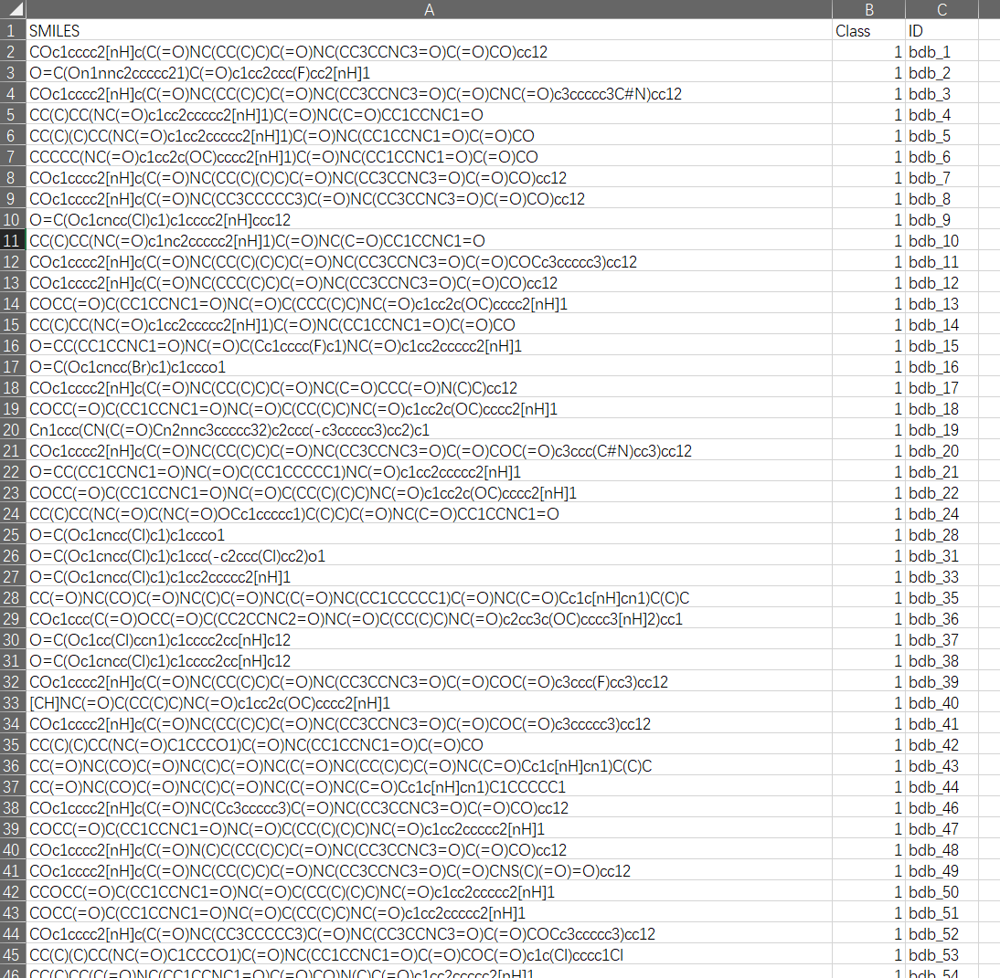 A B C
1 SMILES Class ID
2 COc1cccc2[nH]c(C(=O)NC(CC(C)C)C(=O)NC(CC3CCNC3=O)C(=O)CO)cc12 1 bdb_1
3 O=C(On1nnc2ccccc21)C(=O)c1cc2ccc(F)cc2[nH]1 1 bdb_2
4 COc1cccc2[nH]c(C(=O)NC(CC(C)C)C(=O)NC(CC3CCNC3=O)C(=O)CNC(=O)c3ccccc3C#N)cc12 1 bdb_3
5 CC(C)CC(NC(=O)c1cc2ccccc2[nH]1)C(=O)NC(C=O)CC1CCNC1=O 1 bdb_4
6 CC(C)(C)CC(NC(=O)c1cc2ccccc2[nH]1)C(=O)NC(CC1CCNC1=O)C(=O)CO 1 bdb_5
7 CCCCC(NC(=O)c1cc2c(OC)cccc2[nH]1)C(=O)NC(CC1CCNC1=O)C(=O)CO 1 bdb_6
8 COc1cccc2[nH]c(C(=O)NC(CC(C)(C)C)C(=O)NC(CC3CCNC3=O)C(=O)CO)cc12 1 bdb_7
9 COc1cccc2[nH]c(C(=O)NC(CC3CCCCC3)C(=O)NC(CC3CCNC3=O)C(=O)CO)cc12 1 bdb_8
10 O=C(Oc1cncc(Cl)c1)c1cccc2[nH]ccc12 1 bdb_9
11 CC(C)CC(NC(=O)c1nc2ccccc2[nH]1)C(=O)NC(C=O)CC1CCNC1=O 1 bdb_10
12 COc1cccc2[nH]c(C(=O)NC(CC(C)(C)C)C(=O)NC(CC3CCNC3=O)C(=O)COCc3ccccc3)cc12 1 bdb_11
13 COc1cccc2[nH]c(C(=O)NC(CCC(C)C)C(=O)NC(CC3CCNC3=O)C(=O)CO)cc12 1 bdb_12
14 COCC(=O)C(CC1CCNC1=O)NC(=O)C(CCC(C)C)NC(=O)c1cc2c(OC)cccc2[nH]1 1 bdb_13
15 CC(C)CC(NC(=O)c1cc2ccccc2[nH]1)C(=O)NC(CC1CCNC1=O)C(=O)CO 1 bdb_14
16 O=CC(CC1CCNC1=O)NC(=O)C(Cc1cccc(F)c1)NC(=O)c1cc2ccccc2[nH]1 1 bdb_15
17 O=C(Oc1cncc(Br)c1)c1ccco1 1 bdb_16
18 COc1cccc2[nH]c(C(=O)NC(CC(C)C)C(=O)NC(C=O)CCC(=O)N(C)C)cc12 1 bdb_17
19 COCC(=O)C(CC1CCNC1=O)NC(=O)C(CC(C)C)NC(=O)c1cc2c(OC)cccc2[nH]1 1 bdb_18
20 Cn1ccc(CN(C(=O)Cn2nnc3ccccc32)c2ccc(-c3ccccc3)cc2)c1 1 bdb_19
21 COc1cccc2[nH]c(C(=O)NC(CC(C)C)C(=O)NC(CC3CCNC3=O)C(=O)COC(=O)c3ccc(C#N)cc3)cc12 1 bdb_20
22 O=CC(CC1CCNC1=O)NC(=O)C(CC1CCCCC1)NC(=O)c1cc2ccccc2[nH]1 1 bdb_21
23 COCC(=O)C(CC1CCNC1=O)NC(=O)C(CC(C)(C)C)NC(=O)c1cc2c(OC)cccc2[nH]1 1 bdb_22
24 CC(C)CC(NC(=O)C(NC(=O)OCc1ccccc1)C(C)C)C(=O)NC(C=O)CC1CCNC1=O 1 bdb_24
25 O=C(Oc1cncc(Cl)c1)c1ccco1 1 bdb_28
26 O=C(Oc1cncc(Cl)c1)c1ccc(-c2ccc(Cl)cc2)o1 1 bdb_31
27 O=C(Oc1cncc(Cl)c1)c1cc2ccccc2[nH]1 1 bdb_33
28 CC(=O)NC(CO)C(=O)NC(C)C(=O)NC(C(=O)NC(CC1CCCCC1)C(=O)NC(C=O)Cc1c[nH]cn1)C(C)C 1 bdb_35
29 COc1ccc(C(=O)OCC(=O)C(CC2CCNC2=O)NC(=O)C(CC(C)C)NC(=O)c2cc3c(OC)cccc3[nH]2)cc1 1 bdb_36
30 O=C(Oc1cc(Cl)ccn1)c1cccc2cc[nH]c12 1 bdb_37
31 O=C(Oc1cncc(Cl)c1)c1cccc2cc[nH]c12 1 bdb_38
32 COc1cccc2[nH]c(C(=O)NC(CC(C)C)C(=O)NC(CC3CCNC3=O)C(=O)COC(=O)c3ccc(F)cc3)cc12 1 bdb_39
33 [CH]NC(=O)C(CC(C)C)NC(=O)c1cc2c(OC)cccc2[nH]1 1 bdb_40
34 COc1cccc2[nH]c(C(=O)NC(CC(C)C)C(=O)NC(CC3CCNC3=O)C(=O)COC(=O)c3ccccc3)cc12 1 bdb_41
35 CC(C)(C)CC(NC(=O)C1CCCO1)C(=O)NC(CC1CCNC1=O)C(=O)CO 1 bdb_42
36 CC(=O)NC(CO)C(=O)NC(C)C(=O)NC(C(=O)NC(CC(C)C)C(=O)NC(C=O)Cc1c[nH]cn1)C(C)C 1 bdb_43
37 CC(=O)NC(CO)C(=O)NC(C)C(=O)NC(C(=O)NC(C=O)Cc1c[nH]cn1)C1CCCCC1 1 bdb_44
38 COc1cccc2[nH]c(C(=O)NC(Cc3ccccc3)C(=O)NC(CC3CCNC3=O)C(=O)CO)cc12 1 bdb_46
39 COCC(=O)C(CC1CCNC1=O)NC(=O)C(CC(C)(C)C)NC(=O)c1cc2ccccc2[nH]1 1 bdb_47
40 COc1cccc2[nH]c(C(=O)N(C)C(CC(C)C)C(=O)NC(CC3CCNC3=O)C(=O)CO)cc12 1 bdb_48
41 COc1cccc2[nH]c(C(=O)NC(CC(C)C)C(=O)NC(CC3CCNC3=O)C(=O)CNS(C)(=O)=O)cc12 1 bdb_49
42 CCOCC(=O)C(CC1CCNC1=O)NC(=O)C(CC(C)(C)C)NC(=O)c1cc2ccccc2[nH]1 1 bdb_50
43 COCC(=O)C(CC1CCNC1=O)NC(=O)C(CC(C)C)NC(=O)c1cc2ccccc2[nH]1 1 bdb_51
44 COc1cccc2[nH]c(C(=O)NC(CC3CCCCC3)C(=O)NC(CC3CCNC3=O)C(=O)COCc3ccccc3)cc12 1 bdb_52
45 CC(C)(C)CC(NC(=O)C1CCCO1)C(=O)NC(CC1CCNC1=O)C(=O)COC(=O)c1c(Cl)cccc1Cl 1 bdb_53
46 CC(C)CC(C(=O)NC(CC1CCNC1=O)C(=O)CO)N(C)C(=O)c1cc2ccccc2[nH]1 1 bdb_54